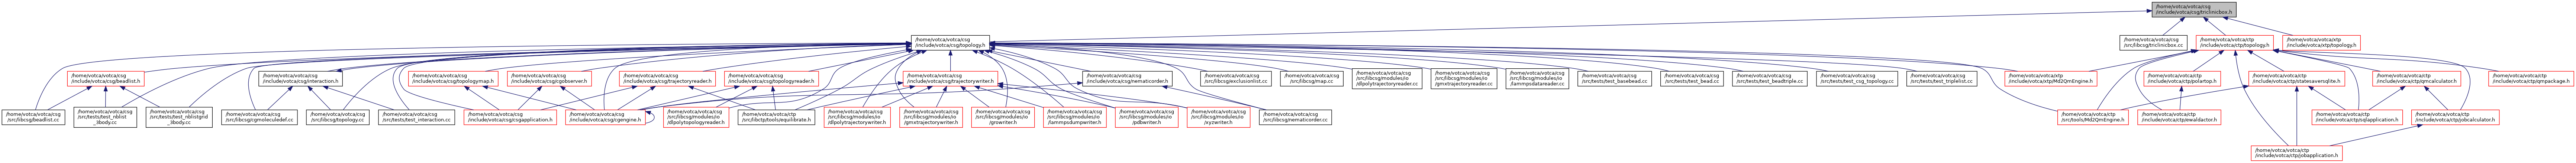 /home/votca/votca/csg
/include/votca/csg/triclinicbox.h
/home/votca/votca/csg
/include/votca/csg/topology.h
/home/votca/votca/csg
/src/libcsg/triclinicbox.cc
/home/votca/votca/ctp
/include/votca/ctp/topology.h
/home/votca/votca/xtp
/include/votca/xtp/topology.h
/home/votca/votca/csg
/include/votca/csg/beadlist.h
/home/votca/votca/csg
/include/votca/csg/interaction.h
/home/votca/votca/csg
/include/votca/csg/topologymap.h
/home/votca/votca/csg
/include/votca/csg/cgobserver.h
/home/votca/votca/csg
/include/votca/csg/trajectoryreader.h
/home/votca/votca/csg
/include/votca/csg/topologyreader.h
/home/votca/votca/csg
/include/votca/csg/trajectorywriter.h
/home/votca/votca/csg
/include/votca/csg/nematicorder.h
/home/votca/votca/csg
/src/libcsg/exclusionlist.cc
/home/votca/votca/csg
/src/libcsg/map.cc
/home/votca/votca/csg
/src/libcsg/modules/io
/dlpolytrajectoryreader.cc
/home/votca/votca/csg
/src/libcsg/modules/io
/gmxtrajectoryreader.cc
/home/votca/votca/csg
/src/libcsg/modules/io
/lammpsdatareader.cc
/home/votca/votca/csg
/src/tests/test_basebead.cc
/home/votca/votca/csg
/src/tests/test_bead.cc
/home/votca/votca/csg
/src/tests/test_beadtriple.cc
/home/votca/votca/csg
/src/tests/test_csg_topology.cc
/home/votca/votca/csg
/src/tests/test_triplelist.cc
/home/votca/votca/ctp
/include/votca/ctp/Md2QmEngine.h
/home/votca/votca/ctp
/include/votca/ctp/polartop.h
/home/votca/votca/ctp
/include/votca/ctp/statesaversqlite.h
/home/votca/votca/ctp
/include/votca/ctp/qmcalculator.h
/home/votca/votca/ctp
/include/votca/ctp/qmpackage.h
/home/votca/votca/csg
/src/libcsg/beadlist.cc
/home/votca/votca/csg
/src/tests/test_nblist
_3body.cc
/home/votca/votca/csg
/src/tests/test_nblistgrid
_3body.cc
/home/votca/votca/csg
/src/libcsg/cgmoleculedef.cc
/home/votca/votca/csg
/src/libcsg/topology.cc
/home/votca/votca/csg
/src/tests/test_interaction.cc
/home/votca/votca/csg
/include/votca/csg/csgapplication.h
/home/votca/votca/csg
/include/votca/csg/cgengine.h
/home/votca/votca/csg
/src/libcsg/modules/io
/dlpolytopologyreader.h
/home/votca/votca/ctp
/src/libctp/tools/equilibrate.h
/home/votca/votca/csg
/src/libcsg/modules/io
/dlpolytrajectorywriter.h
/home/votca/votca/csg
/src/libcsg/modules/io
/gmxtrajectorywriter.h
/home/votca/votca/csg
/src/libcsg/modules/io
/growriter.h
/home/votca/votca/csg
/src/libcsg/modules/io
/lammpsdumpwriter.h
/home/votca/votca/csg
/src/libcsg/modules/io
/pdbwriter.h
/home/votca/votca/csg
/src/libcsg/modules/io
/xyzwriter.h
/home/votca/votca/csg
/src/libcsg/nematicorder.cc
/home/votca/votca/ctp
/src/tools/Md2QmEngine.h
/home/votca/votca/ctp
/include/votca/ctp/ewaldactor.h
/home/votca/votca/ctp
/include/votca/ctp/sqlapplication.h
/home/votca/votca/ctp
/include/votca/ctp/jobcalculator.h
/home/votca/votca/ctp
/include/votca/ctp/jobapplication.h